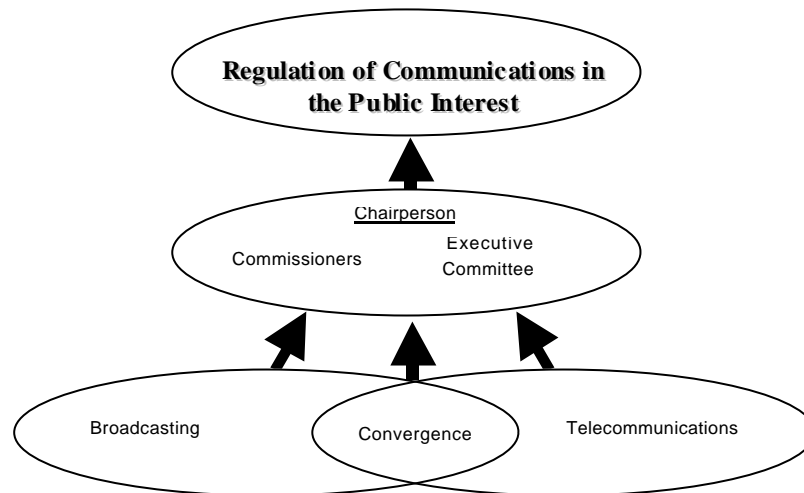 Regulation of Communications in
the Public Interest
Chairperson
Commissioners
Executive
Committee
Broadcasting
Convergence
Telecommunications